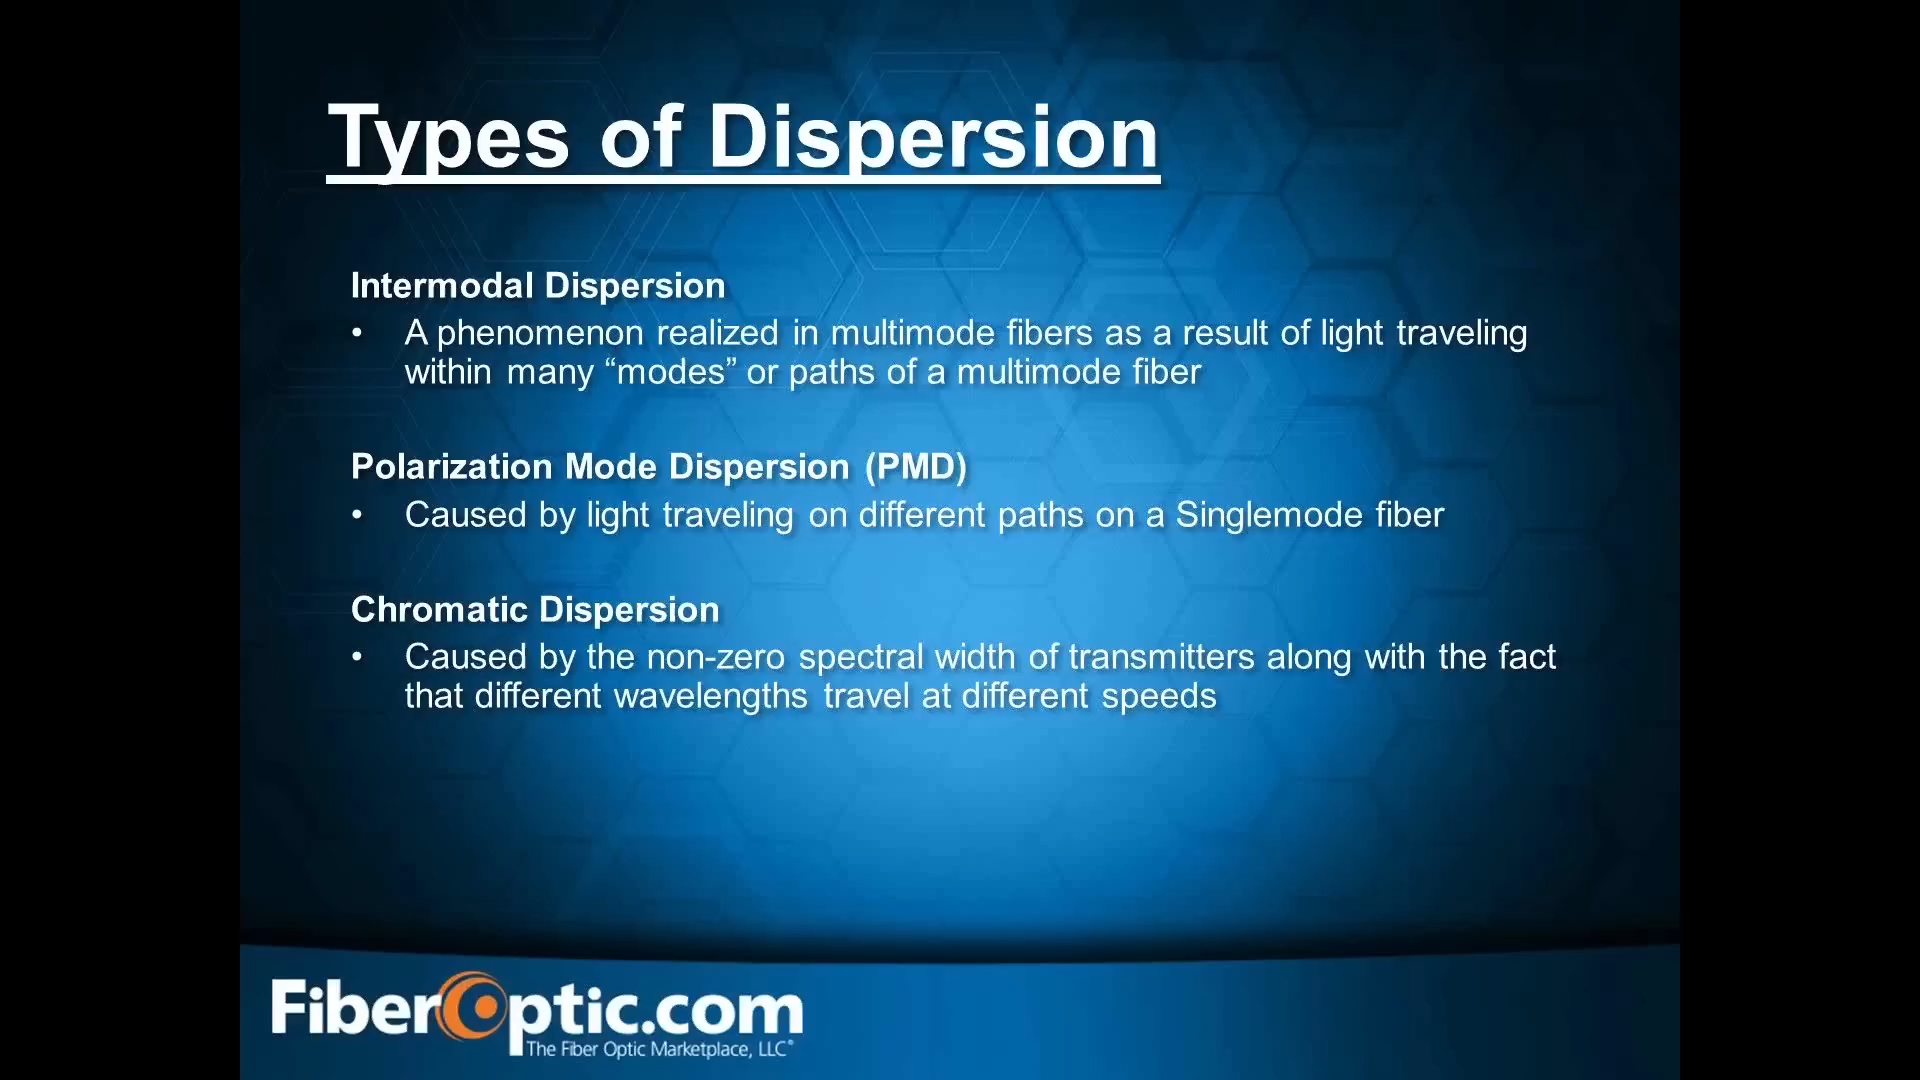 Types of Dispersion
Intermodal Dispersion
• A phenomenon realized in multimode fibers as a result of light traveling
within many “modes” or paths of a multimode fiber
Polarization Mode Dispersion (PMD)
• Caused by light traveling on different paths on a Singlemode fiber
Chromatic Dispersion
• Caused by the non-zero spectral width of transmitters along with the fact
that different wavelengths travel at different speeds
FiberOptic.com
The Fiber Optic Marketplace, LLC®